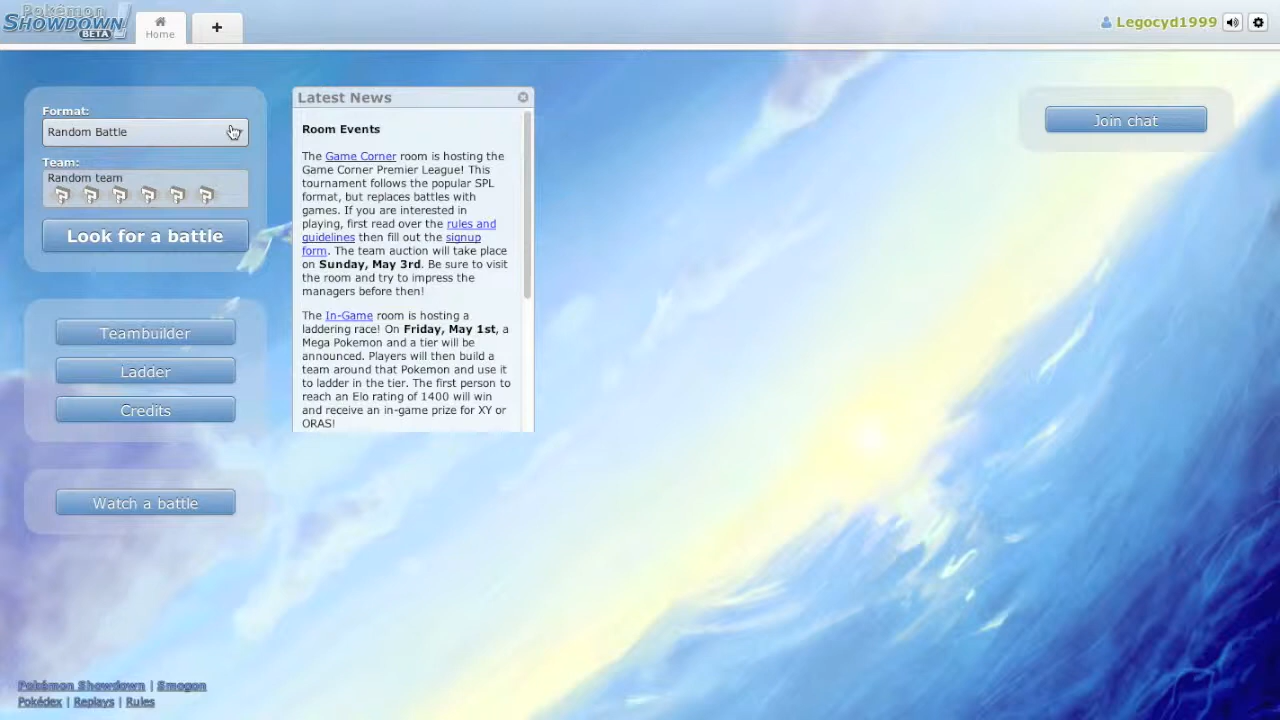 Pokémon
SHOWDOWN!
BETA
Home
+
Legocyd1999
Format:
Random Battle
Team:
Random team
Look for a battle
Teambuilder
Ladder
Credits
Watch a battle
Latest News
Room Events
The Game Corner room is hosting the
Game Corner Premier League! This
tournament follows the popular SPL
format, but replaces battles with
games. If you are interested in
playing, first read over the rules and
guidelines then fill out the signup
form. The team auction will take place
on Sunday, May 3rd. Be sure to visit
the room and try to impress the
managers before then!
The In-Game room is hosting a
laddering race! On Friday, May 1st, a
Mega Pokemon and a tier will be
announced. Players will then build a
team around that Pokemon and use it
to ladder in the tier. The first person to
reach an Elo rating of 1400 will win
and receive an in-game prize for XY or
ORAS!
Join chat
Pokémon Showdown | Smogon
Pokédex | Replays | Rules